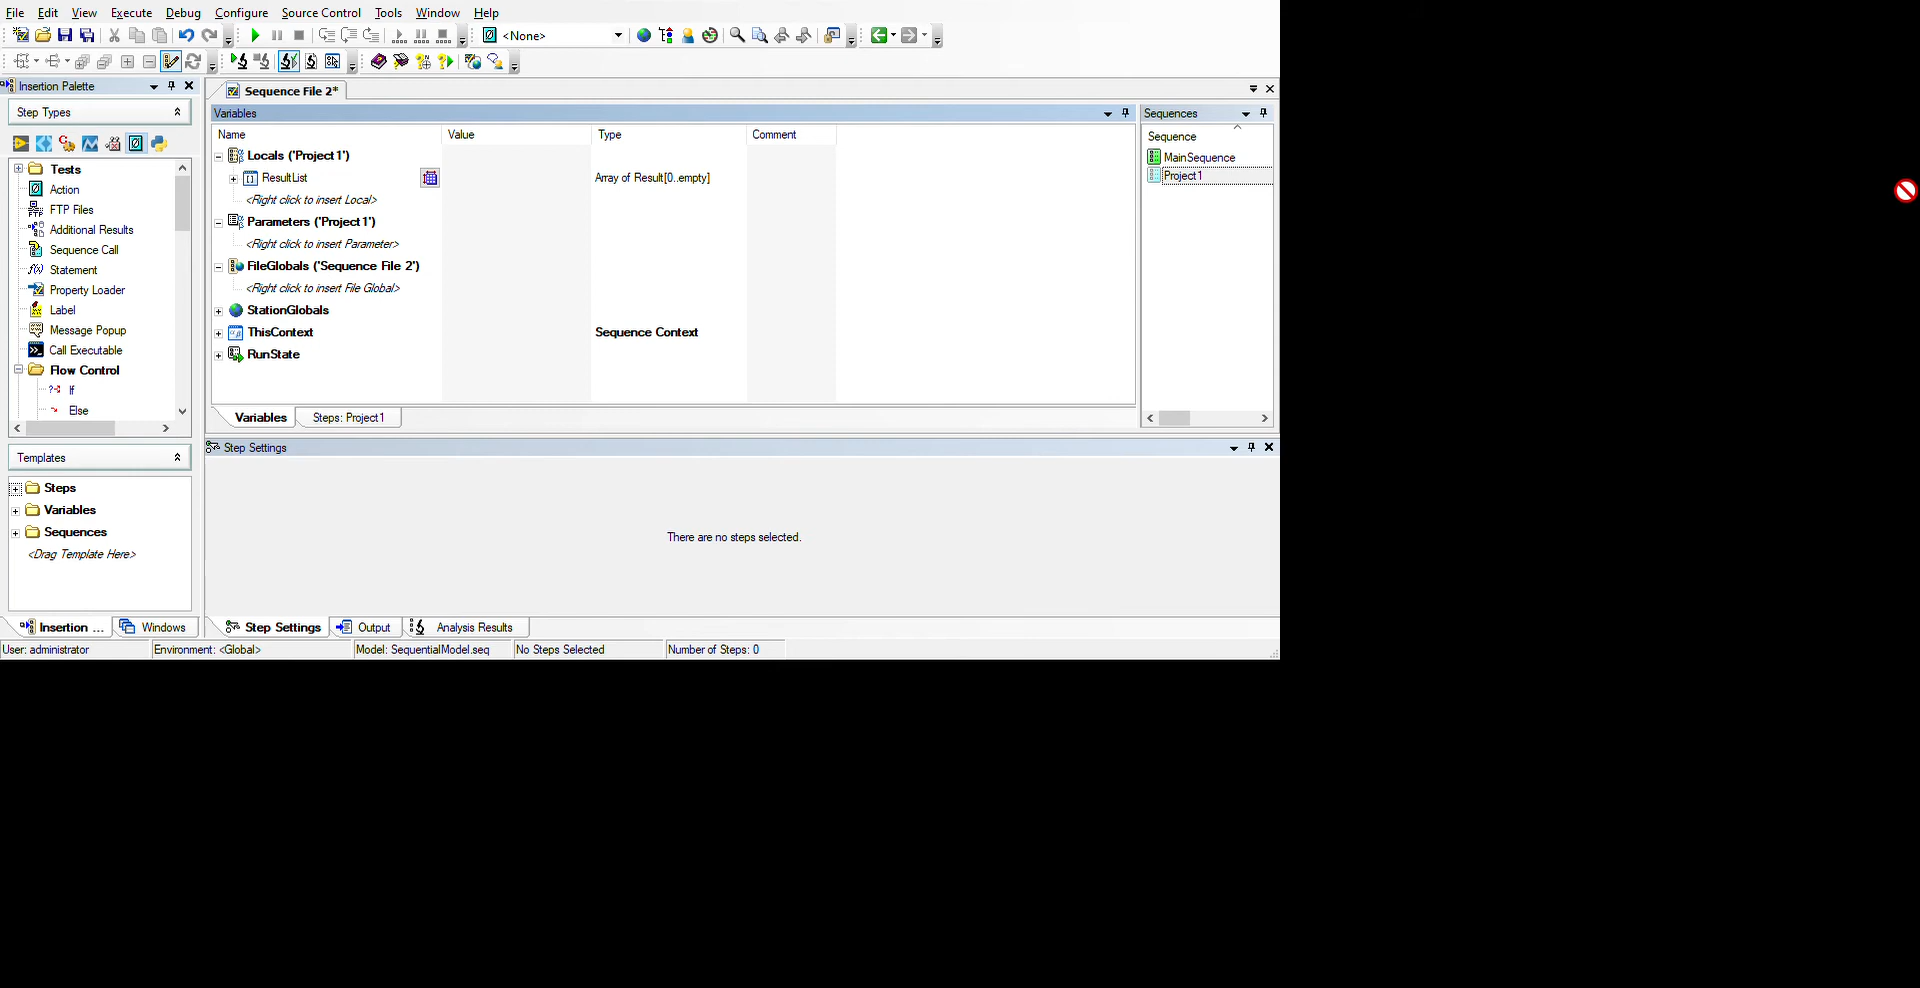 File Edit View Execute Debug Configure Source Control Tools Window Help
<None>
Insertion Palette
Step Types
Tests
Action
FTP Files
Additional Results
Sequence Call
f(x) Statement
Property Loader
Label
Message Popup
Call Executable
Flow Control
If
Else
Templates
Steps
Variables
Sequences
<Drag Template Here>
Insertion ... Windows
Sequence File 2*
Variables
Name Value Type Comment
Locals ('Project1')
ResultList Array of Result[0..empty]
<Right click to insert Local>
Parameters ('Project1')
<Right click to insert Parameter>
FileGlobals ('Sequence File 2')
<Right click to insert File Global>
StationGlobals
ThisContext Sequence Context
RunState
Variables Steps: Project1
Sequences
Sequence
MainSequence
Project1
Step Settings
There are no steps selected.
Step Settings Output Analysis Results
User: administrator Environment: <Global> Model: SequentialModel.seq No Steps Selected Number of Steps: 0